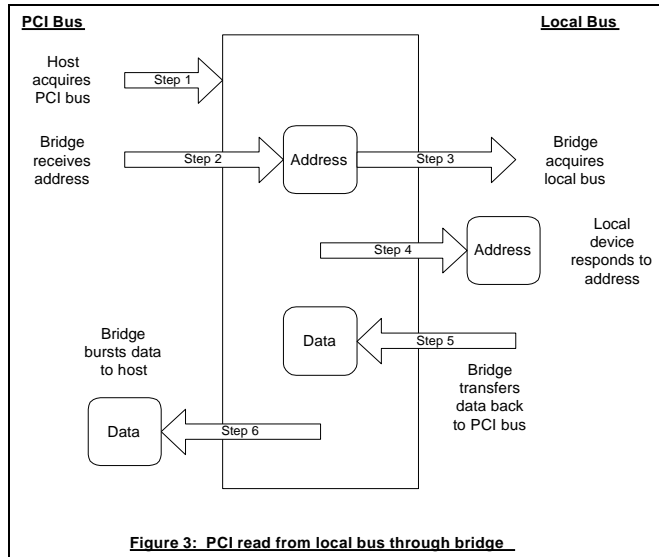 PCI Bus
Local Bus
Host
acquires
PCI bus
Step 1
Bridge
receives
address
Step 2
Address
Step 3
Bridge
acquires
local bus
Step 4
Address
Local
device
responds to
address
Data
Step 5
Bridge
transfers
data back
to PCI bus
Bridge
bursts data
to host
Data
Step 6
Figure 3: PCI read from local bus through bridge